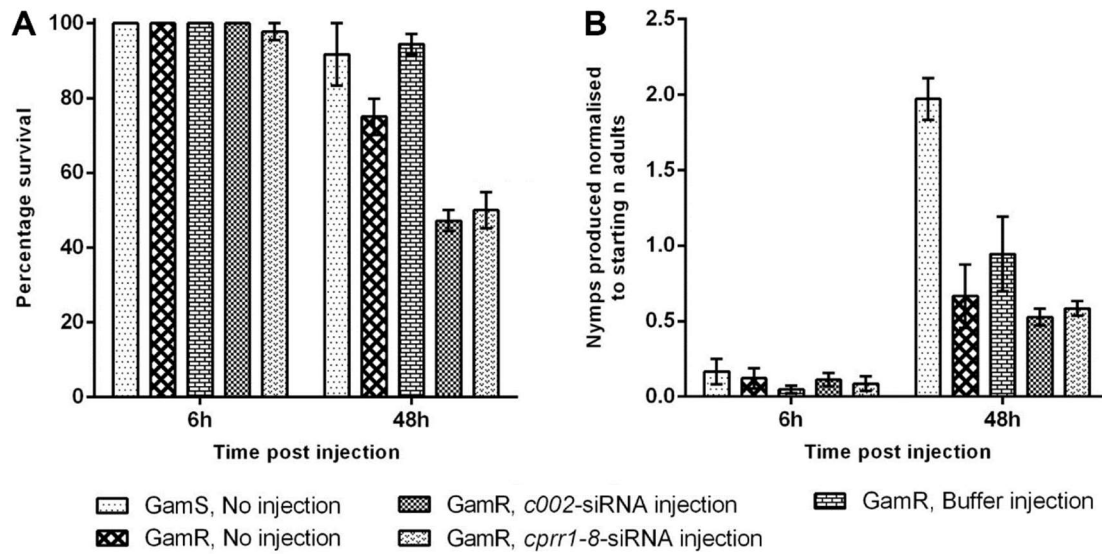 A
Percentage survival
100
80
60
40
20
0
6h
48h
Time post injection
B
Nymps produced normalised
to starting n adults
2.5
2.0
1.5
1.0
0.5
0.0
6h
48h
Time post injection
GamS, No injection
GamR, No injection
GamR, c002-siRNA injection
GamR, cprr1-8-siRNA injection
GamR, Buffer injection